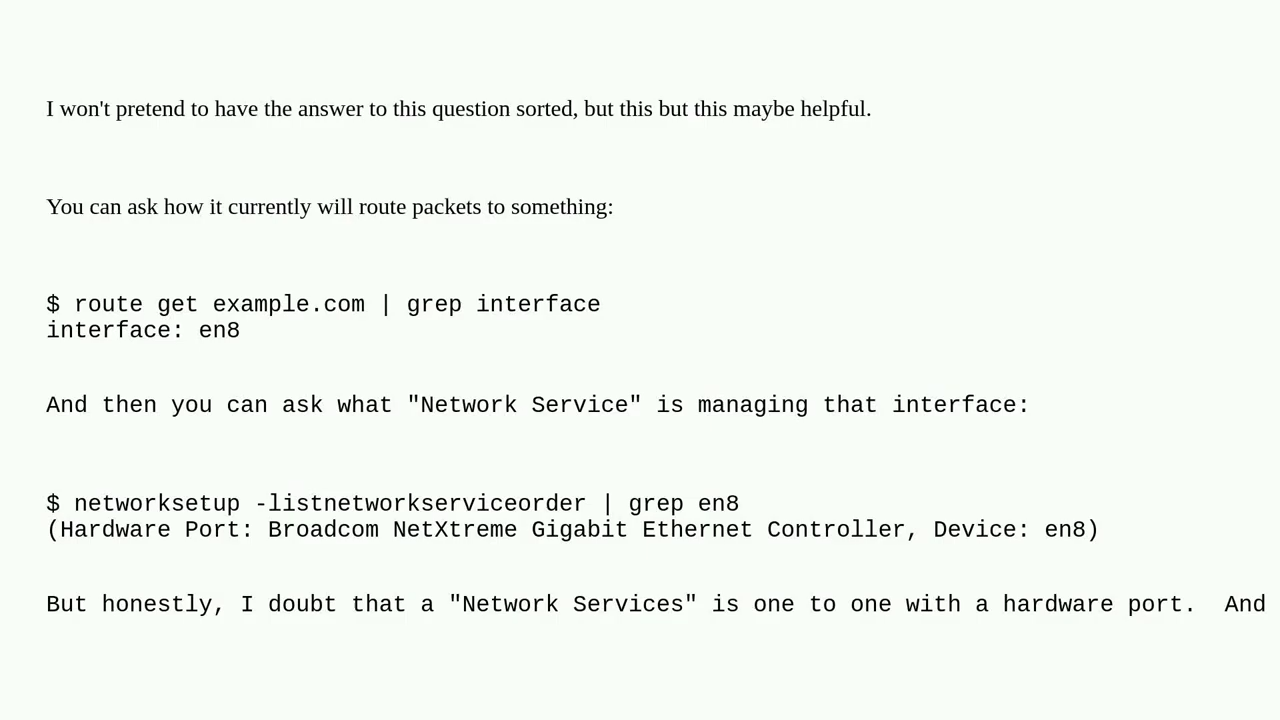 I won't pretend to have the answer to this question sorted, but this but this maybe helpful.
You can ask how it currently will route packets to something:
$ route get example.com | grep interface
interface: en8
And then you can ask what "Network Service" is managing that interface:
$ networksetup -listnetworkserviceorder | grep en8
(Hardware Port: Broadcom NetXtreme Gigabit Ethernet Controller, Device: en8)
But honestly, I doubt that a "Network Services" is one to one with a hardware port.  And